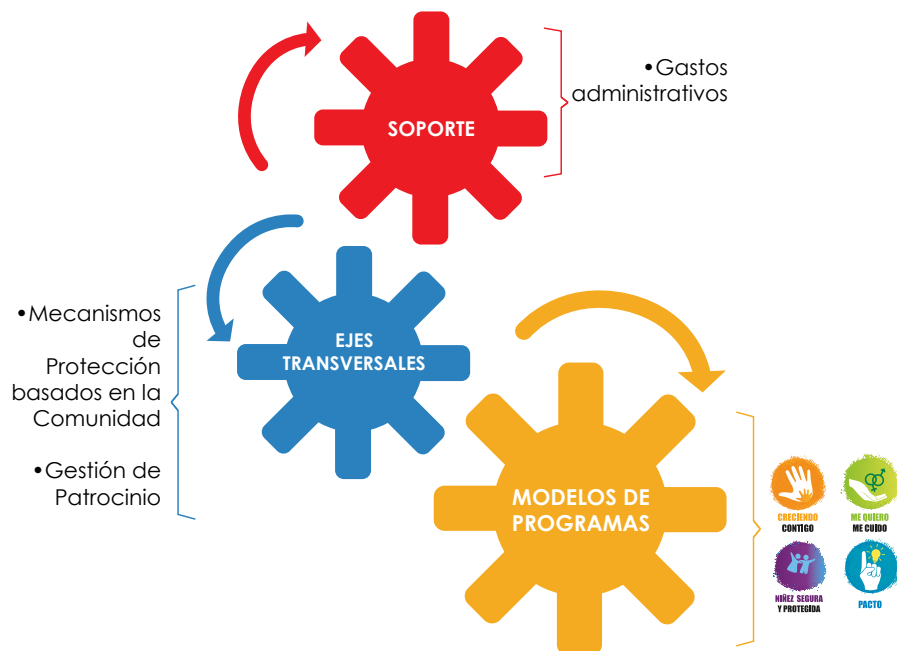 •Gastos
administrativos
SOPORTE
•Mecanismos
de
Protección
basados en la
Comunidad
•Gestión de
Patrocinio
EJES
TRANSVERSALES
MODELOS DE
PROGRAMAS
CRECIENDO
CONTIGO
ME QUIERO
ME CUIDO
NIÑEZ SEGURA
Y PROTEGIDA
PACTO